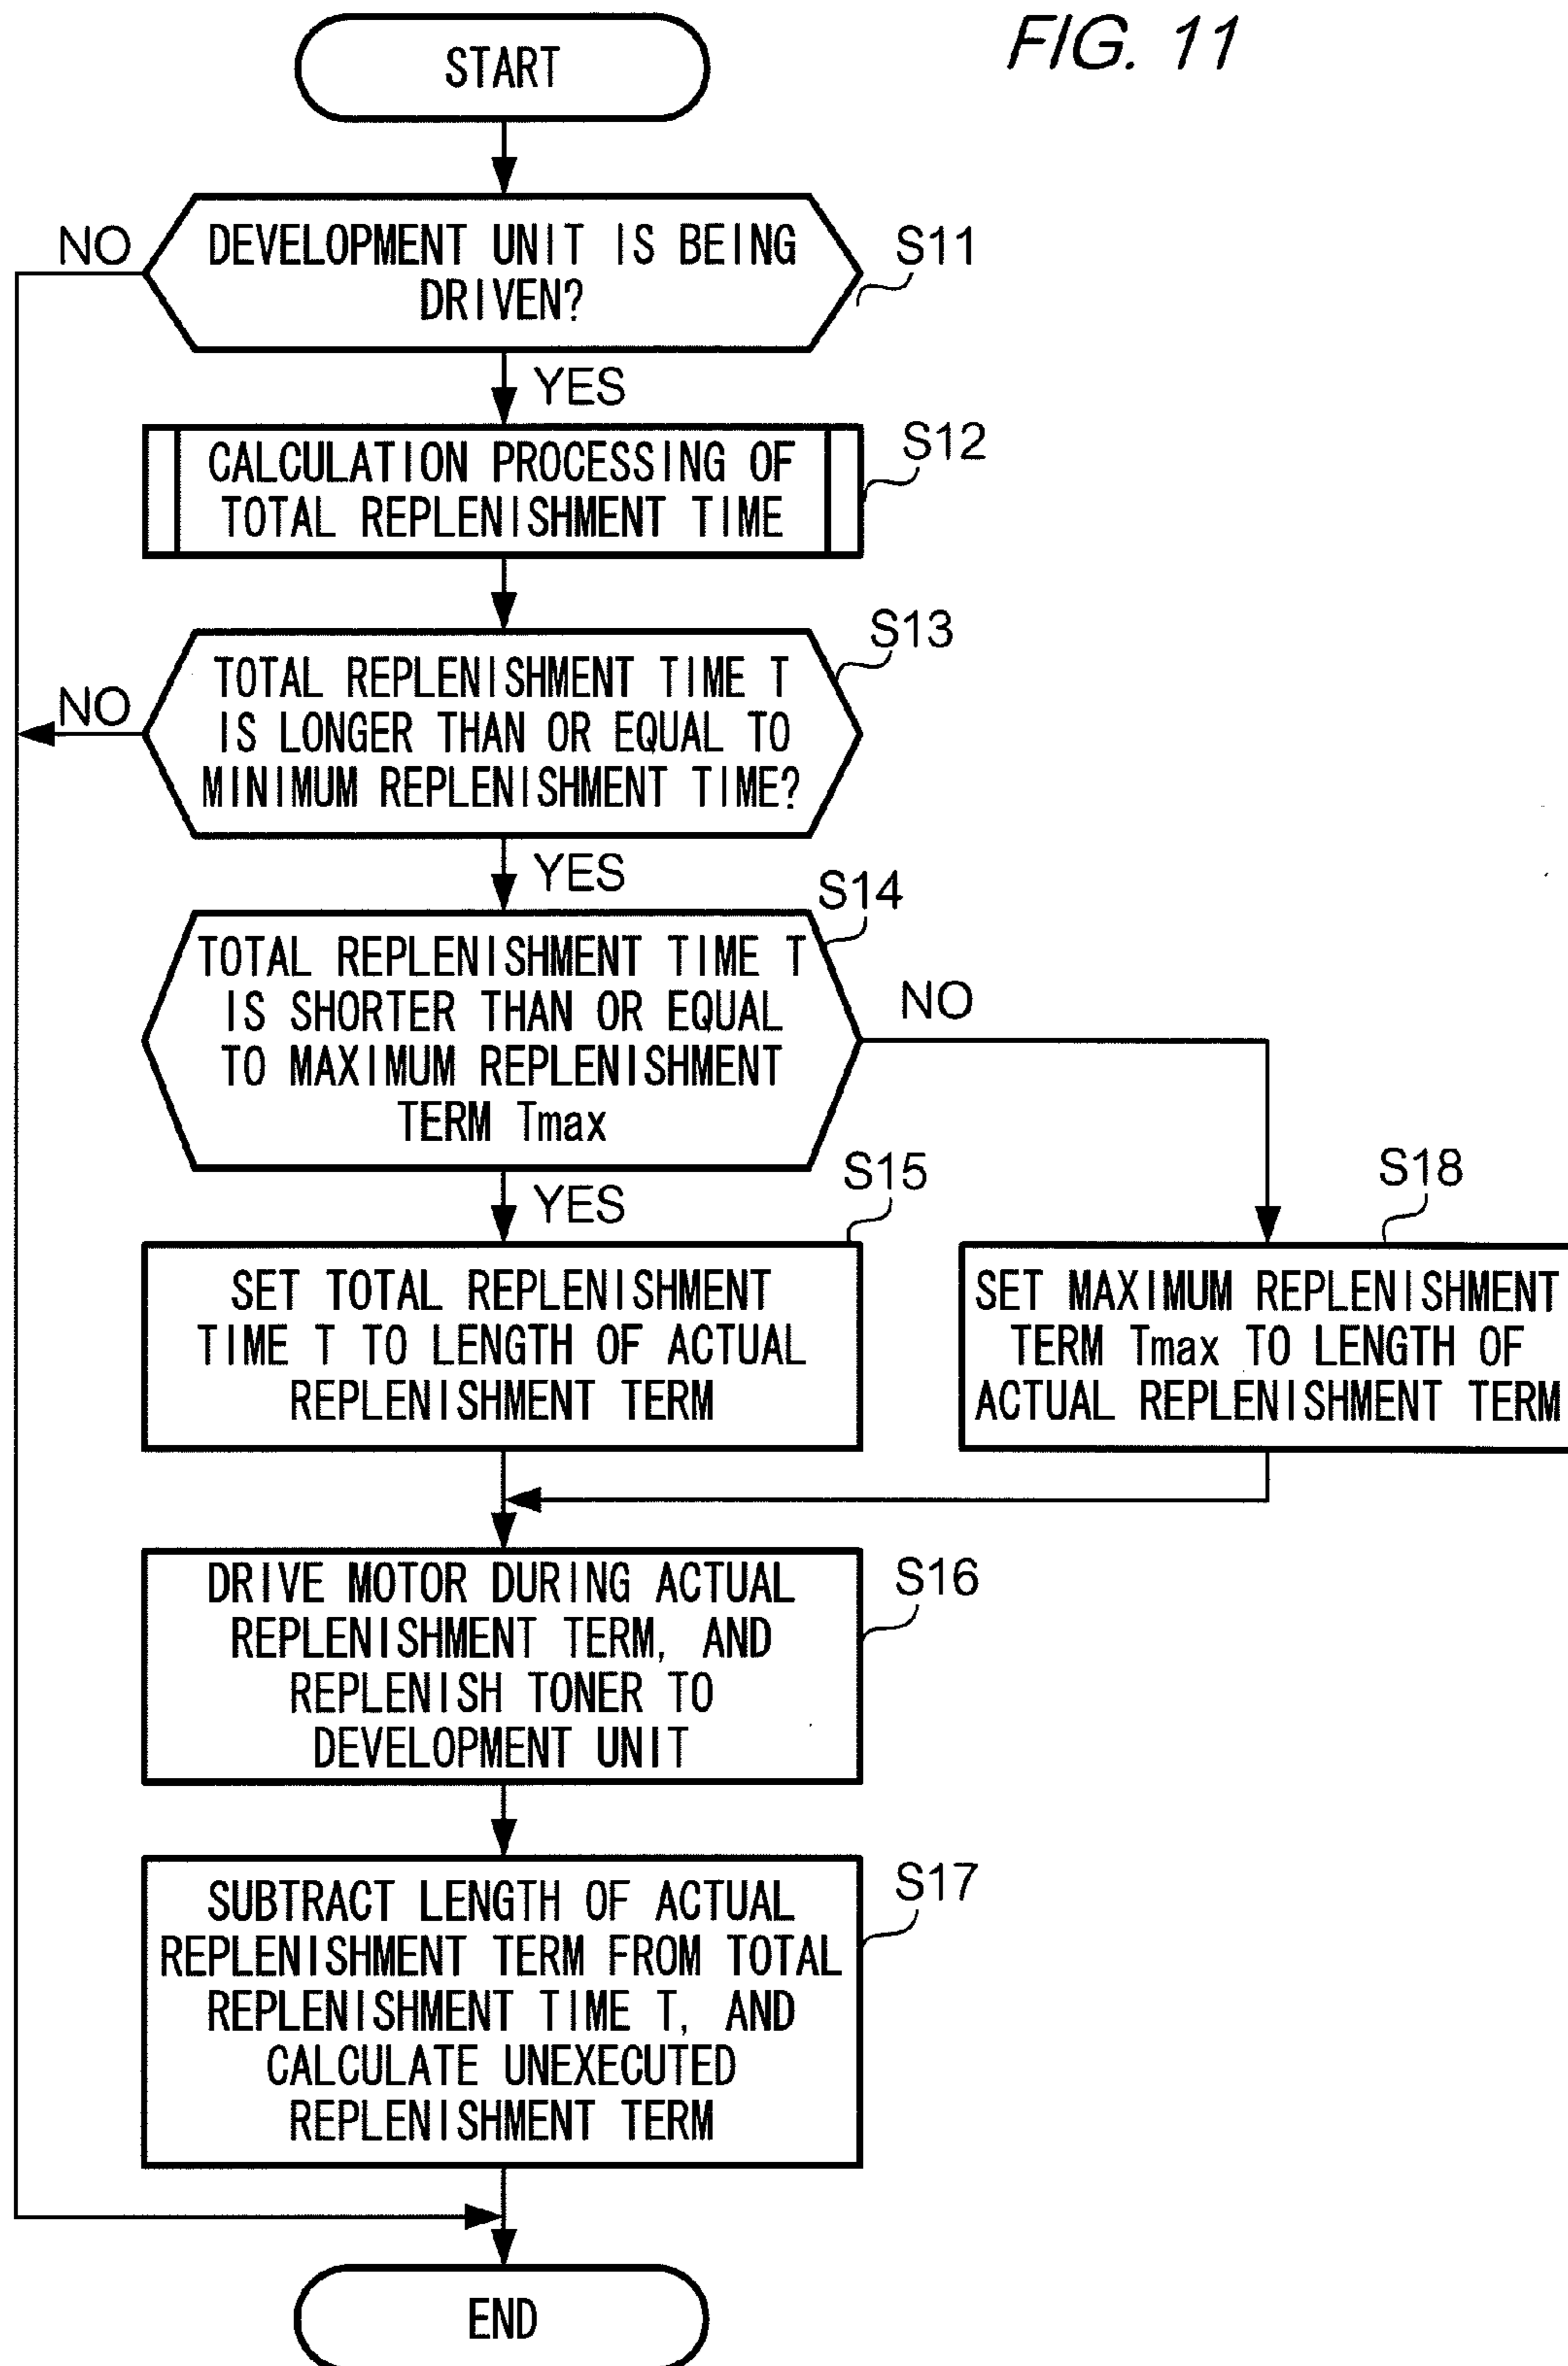 FIG. 11
START
NO
DEVELOPMENT UNIT IS BEING
DRIVEN?
S11
YES
CALCULATION PROCESSING OF
TOTAL REPLENISHMENT TIME
S12
S13
TOTAL REPLENISHMENT TIME T
IS LONGER THAN OR EQUAL TO
MINIMUM REPLENISHMENT TIME?
NO
YES
S14
TOTAL REPLENISHMENT TIME T
IS SHORTER THAN OR EQUAL
TO MAXIMUM REPLENISHMENT
TERM Tmax
NO
YES
S15
SET TOTAL REPLENISHMENT
TIME T TO LENGTH OF ACTUAL
REPLENISHMENT TERM
S18
SET MAXIMUM REPLENISHMENT
TERM Tmax TO LENGTH OF
ACTUAL REPLENISHMENT TERM
DRIVE MOTOR DURING ACTUAL
REPLENISHMENT TERM, AND
REPLENISH TONER TO
DEVELOPMENT UNIT
S16
SUBTRACT LENGTH OF ACTUAL
REPLENISHMENT TERM FROM TOTAL
REPLENISHMENT TIME T, AND
CALCULATE UNEXECUTED
REPLENISHMENT TERM
S17
END